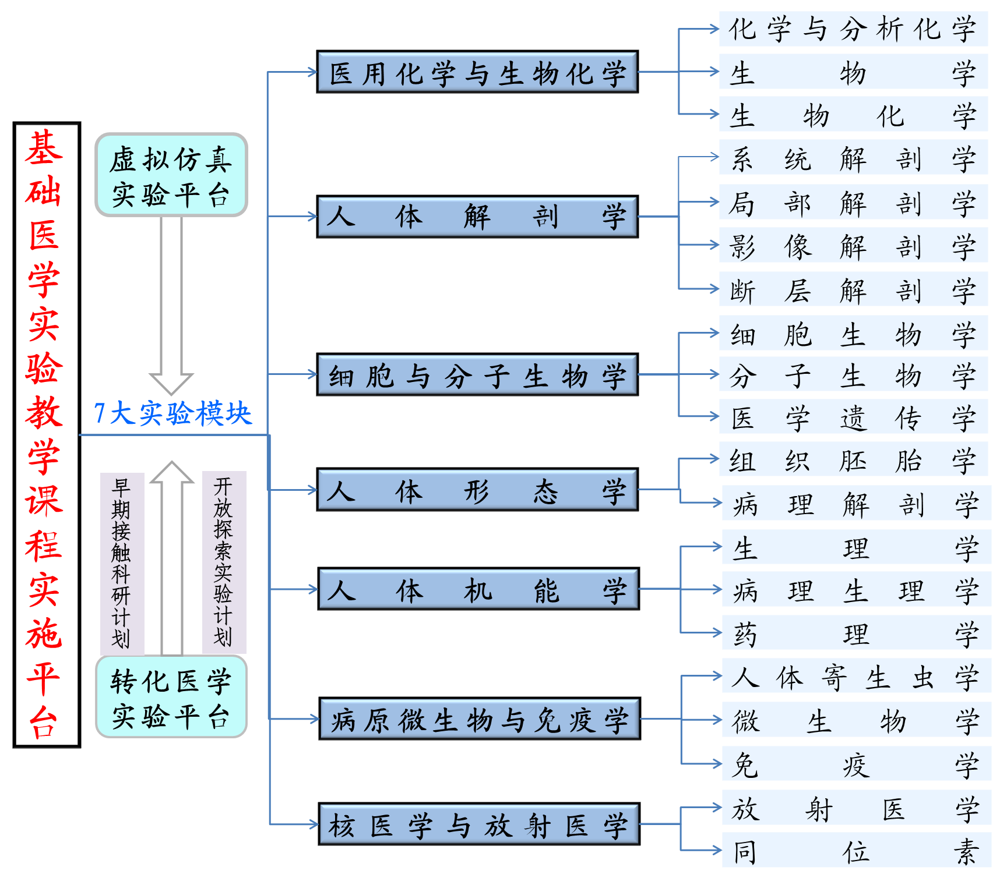 基础医学实验教学课程实施平台
虚拟仿真
实验平台
7大实验模块
早期接触科研计划
开放探索实验计划
转化医学
实验平台
医用化学与生物化学
化学与分析化学
生物学
生物化学
人体解剖学
系统解剖学
局部解剖学
影像解剖学
断层解剖学
细胞与分子生物学
细胞生物学
分子生物学
医学遗传学
人体形态学
组织胚胎学
病理解剖学
人体机能学
生理学
病理生理学
药理学
病原微生物与免疫学
人体寄生虫学
微生物学
免疫学
核医学与放射医学
放射医学
同位素